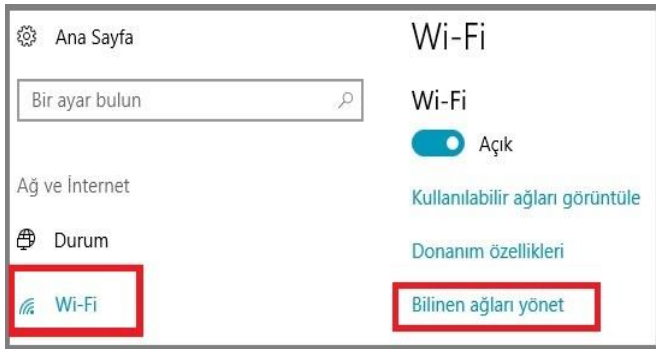 Ana Sayfa
Bir ayar bulun
Ağ ve İnternet
Durum
Wi-Fi
Wi-Fi
Wi-Fi
Açık
Kullanılabilir ağları görüntüle
Donanım özellikleri
Bilinen ağları yönet